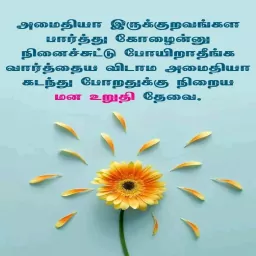 அமைதியா இருக்குறவங்கள
பார்த்து கோழைன்னு
நினைச்சுட்டு போயிறாதீங்க
வார்த்தைய விடாம அமைதியா
கடந்து போறதுக்கு நிறைய
மன உறுதி தேவை.